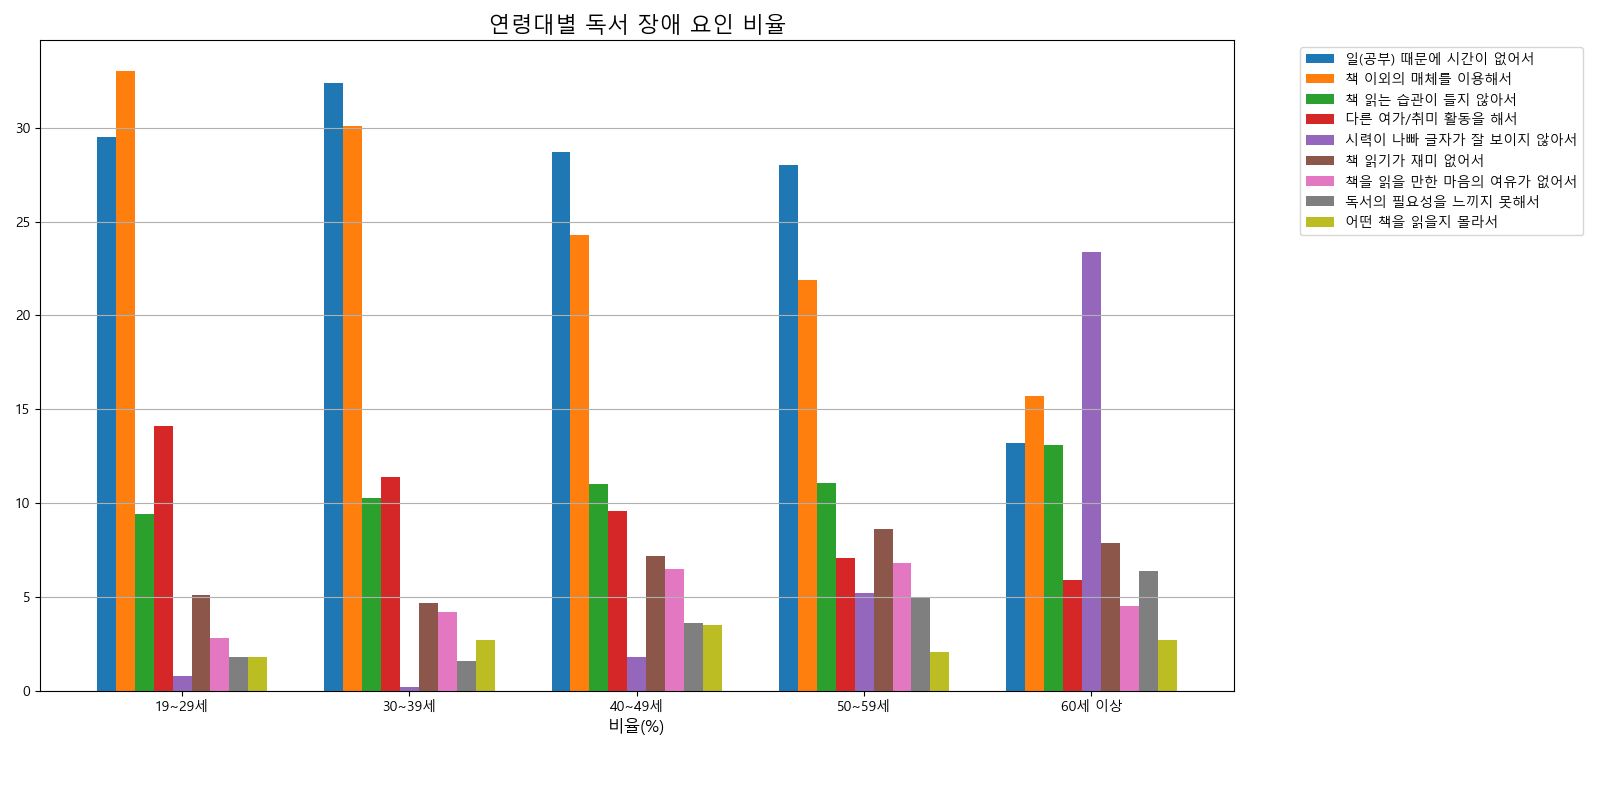 연령대별 독서 장애 요인 비율
일(공부) 때문에 시간이 없어서
책 이외의 매체를 이용해서
책 읽는 습관이 들지 않아서
다른 여가/취미 활동을 해서
시력이 나빠 글자가 잘 보이지 않아서
책 읽기가 재미 없어서
책을 읽을 만한 마음의 여유가 없어서
독서의 필요성을 느끼지 못해서
어떤 책을 읽을지 몰라서
30
25
20
15
10
5
0
19~29세
30~39세
40~49세
50~59세
60세 이상
비율(%)